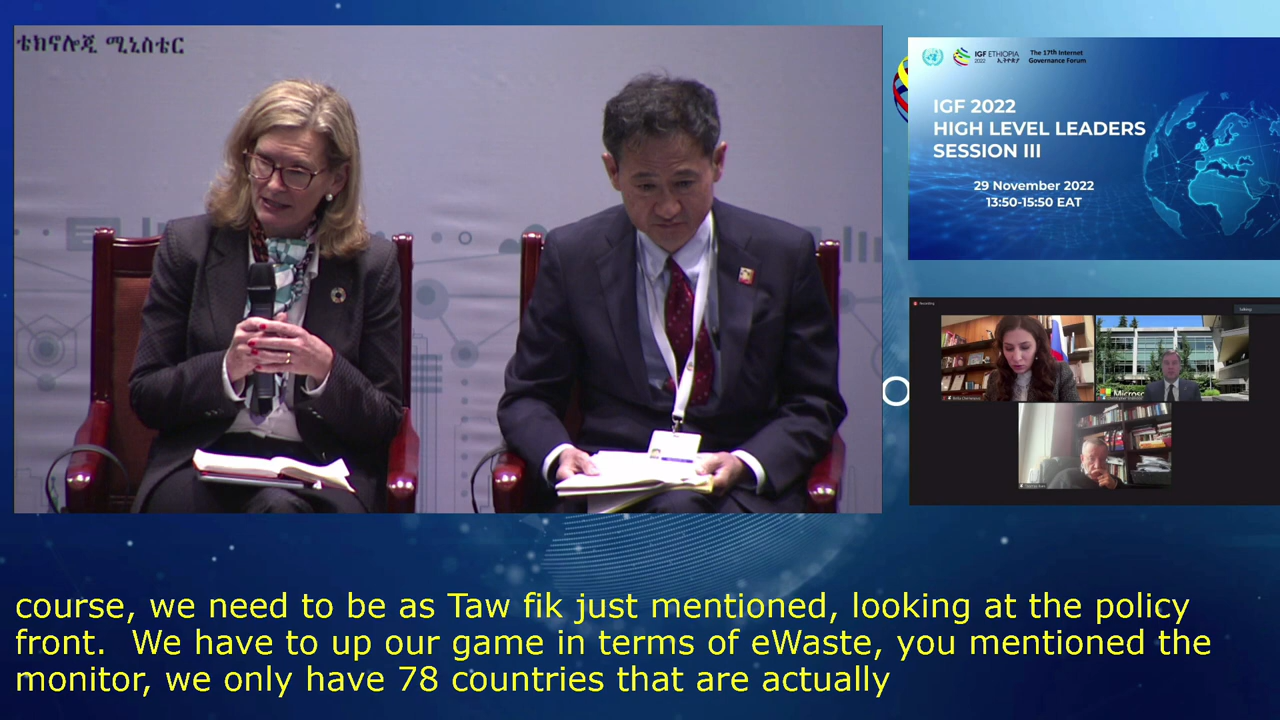 ቴክኖሎጂ ሚኒስቴር
IGF ETHIOPIA
2022 ኢትዮጵያ
The 17th Internet
Governance Forum
IGF 2022
HIGH LEVEL LEADERS
SESSION III
29 November 2022
13:50-15:50 EAT
Recording
Microso
course, we need to be as Taw fik just mentioned, looking at the policy
front.  We have to up our game in terms of eWaste, you mentioned the
monitor, we only have 78 countries that are actually